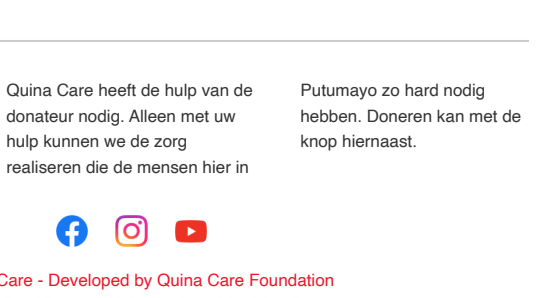 Quina Care heeft de hulp van de
donateur nodig. Alleen met uw
hulp kunnen we de zorg
realiseren die de mensen hier in
Putumayo zo hard nodig
hebben. Doneren kan met de
knop hiernaast.
Care - Developed by Quina Care Foundation